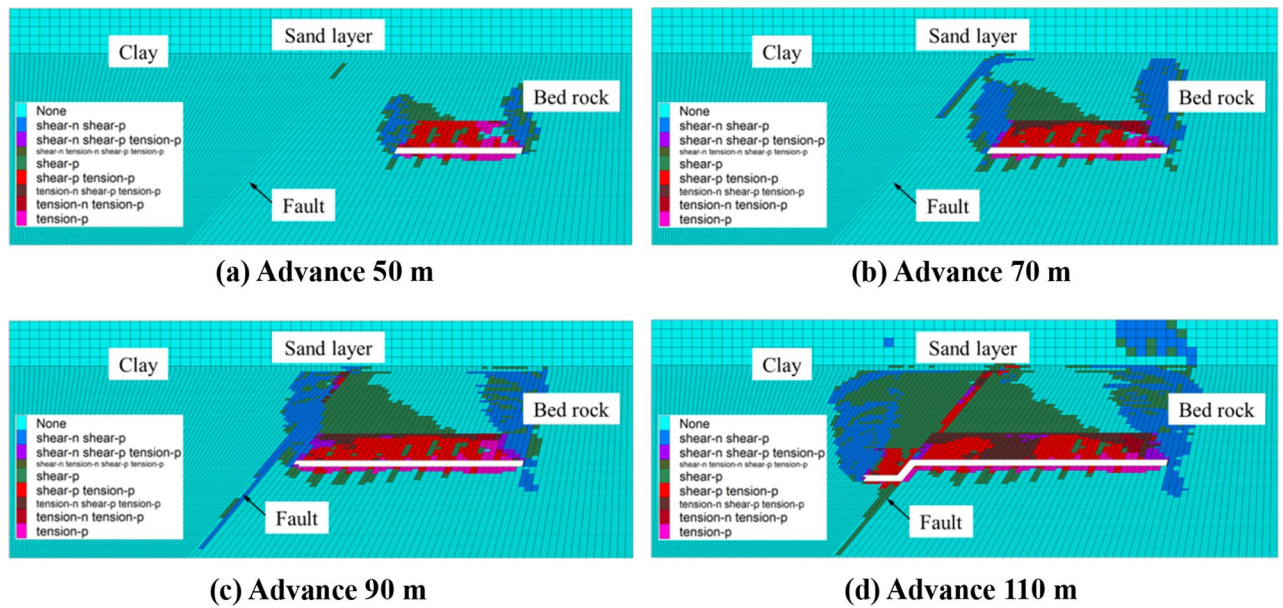 Sand layer
Clay
Bed rock
None
shear-n shear-p
shear-n shear-p tension-p
shear-n tension-n shear-p tension-p
shear-p
shear-p tension-p
tension-n shear-p tension-p
tension-n tension-p
tension-p
Fault
(a) Advance 50 m
Sand layer
Clay
Bed rock
None
shear-n shear-p
shear-n shear-p tension-p
shear-n tension-n shear-p tension-p
shear-p
shear-p tension-p
tension-n shear-p tension-p
tension-n tension-p
tension-p
Fault
(b) Advance 70 m
Sand layer
Clay
Bed rock
None
shear-n shear-p
shear-n shear-p tension-p
shear-n tension-n shear-p tension-p
shear-p
shear-p tension-p
tension-n shear-p tension-p
tension-n tension-p
tension-p
Fault
(c) Advance 90 m
Sand layer
Clay
Bed rock
None
shear-n shear-p
shear-n shear-p tension-p
shear-n tension-n shear-p tension-p
shear-p
shear-p tension-p
tension-n shear-p tension-p
tension-n tension-p
tension-p
Fault
(d) Advance 110 m